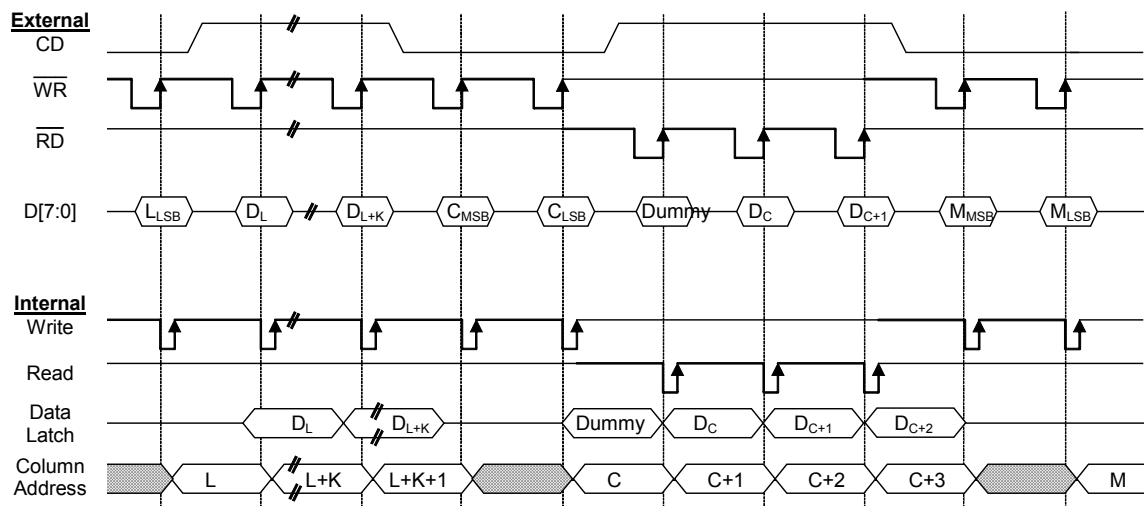 External
CD
WR
RD
D[7:0] LLSB DL DL+K CMSB CLSB Dummy DC DC+1 MMSB MLSB
Internal
Write
Read
Data
Latch
DL DL+K Dummy DC DC+1 DC+2
Column
Address
L L+K L+K+1 C C+1 C+2 C+3 M